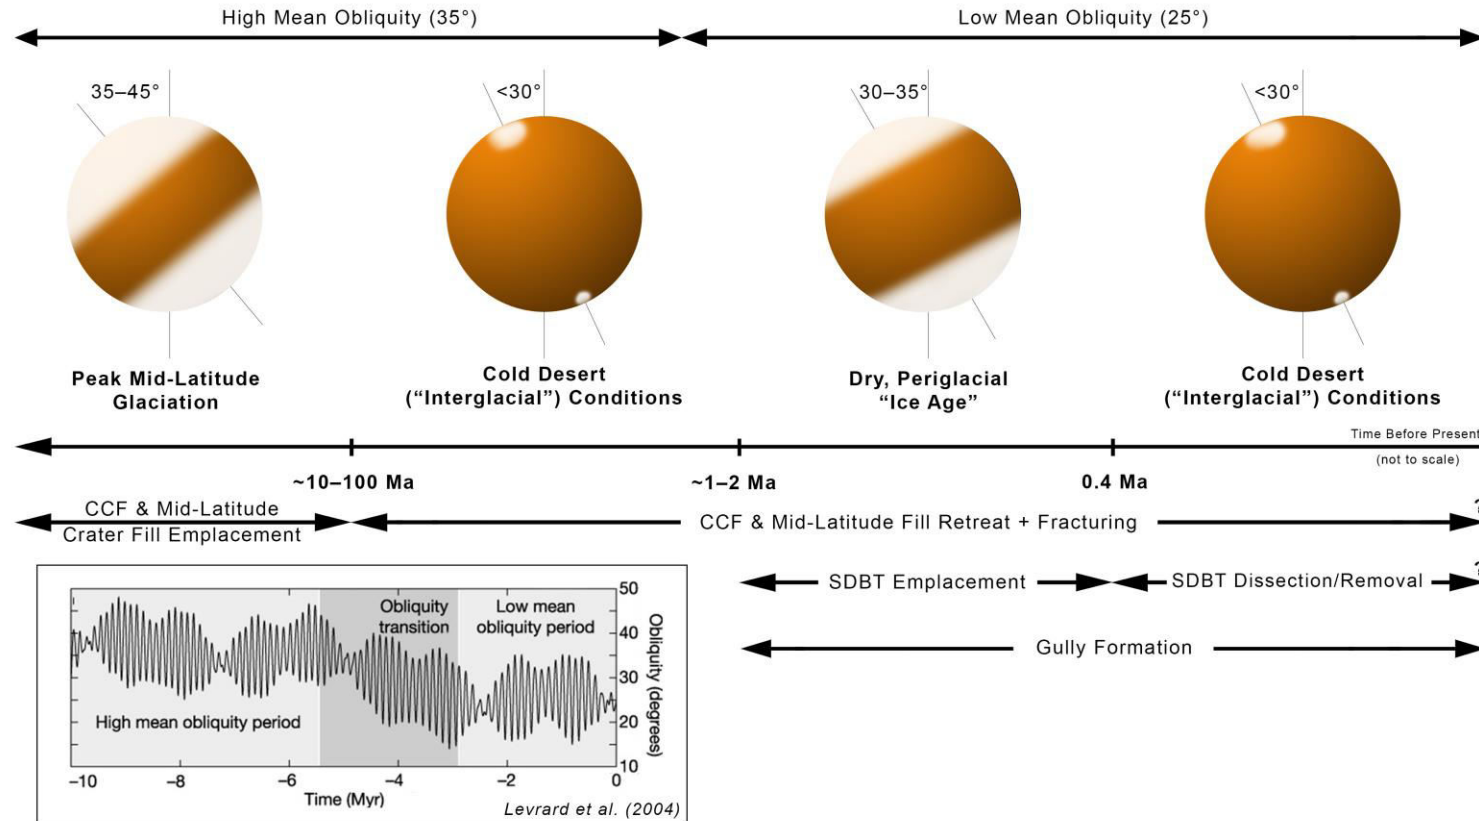 High Mean Obliquity (35°)
Low Mean Obliquity (25°)
35–45°
<30°
30–35°
<30°
Peak Mid-Latitude
Glaciation
Cold Desert
(“Interglacial”) Conditions
Dry, Periglacial
“Ice Age”
Cold Desert
(“Interglacial”) Conditions
Time Before Present
(not to scale)
~10–100 Ma
~1–2 Ma
0.4 Ma
CCF & Mid-Latitude
Crater Fill Emplacement
CCF & Mid-Latitude Fill Retreat + Fracturing
?
SDBT Emplacement
SDBT Dissection/Removal
?
Gully Formation
50
40
30
20
10
Obliquity (degrees)
Obliquity
transition
Low mean
obliquity period
High mean obliquity period
–10
–8
–6
–4
–2
0
Time (Myr)
Levrard et al. (2004)